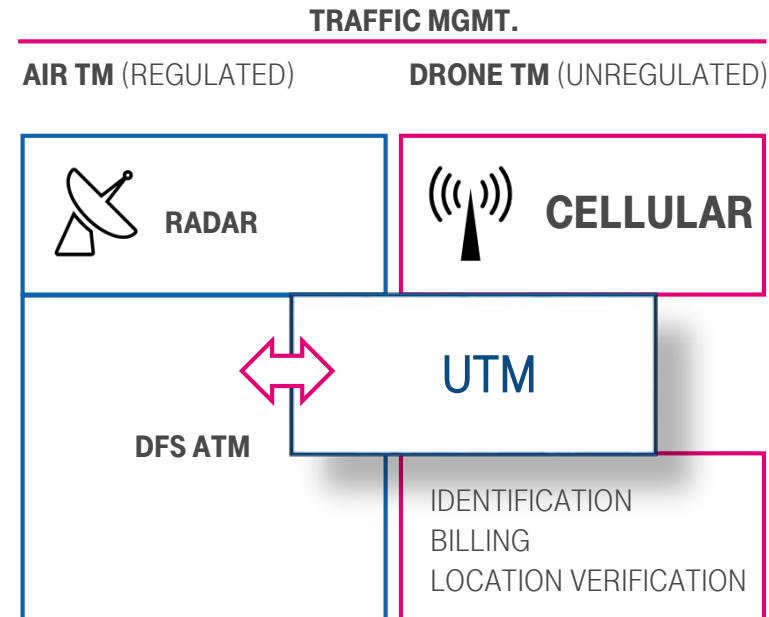 TRAFFIC MGMT.
AIR TM (REGULATED)
DRONE TM (UNREGULATED)
RADAR
CELLULAR
UTM
DFS ATM
IDENTIFICATION
BILLING
LOCATION VERIFICATION